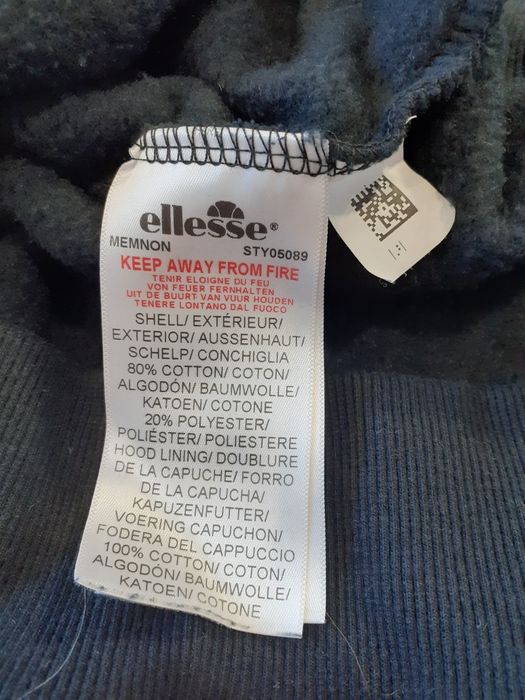 ellesse®
MEMNON STY05089
KEEP AWAY FROM FIRE
TENIR ELOIGNE DU FEU
VON FEUER FERNHALTEN
UIT DE BUURT VAN VUUR HOUDEN
TENERE LONTANO DAL FUOCO
SHELL/ EXTÉRIEUR/
EXTERIOR/ AUSSENHAUT/
SCHELP/ CONCHIGLIA
80% COTTON/ COTON/
ALGODÓN/ BAUMWOLLE/
KATOEN/ COTONE
20% POLYESTER/
POLIÉSTER/ POLIESTERE
HOOD LINING/ DOUBLURE
DE LA CAPUCHE/ FORRO
DE LA CAPUCHA/
KAPUZENFUTTER/
VOERING CAPUCHON/
FODERA DEL CAPPUCCIO
100% COTTON/ COTON/
ALGODÓN/ BAUMWOLLE/
KATOEN/ COTONE